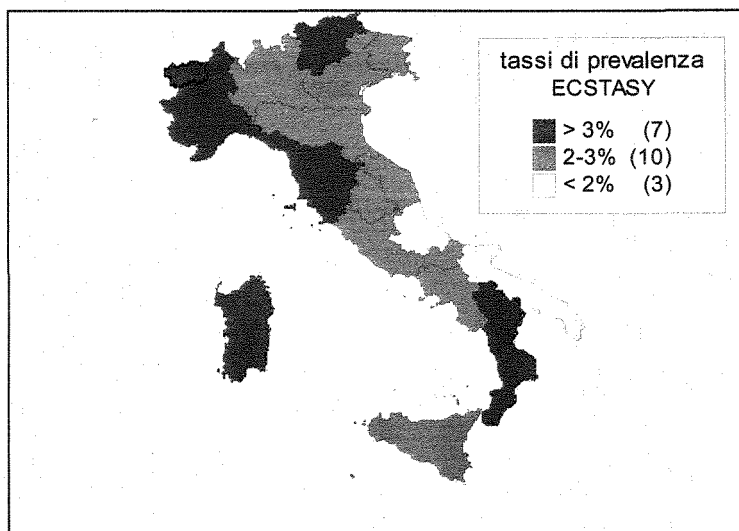 tassi di prevalenza
ECSTASY
> 3% (7)
2-3% (10)
< 2% (3)